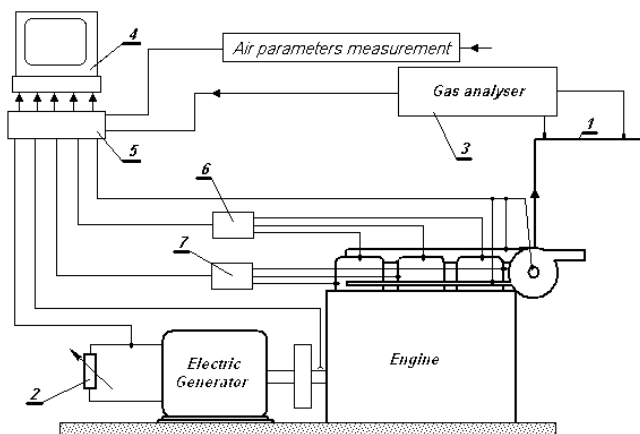 4
Air parameters measurement
Gas analyser
1
5
3
6
7
Electric
Generator
Engine
2